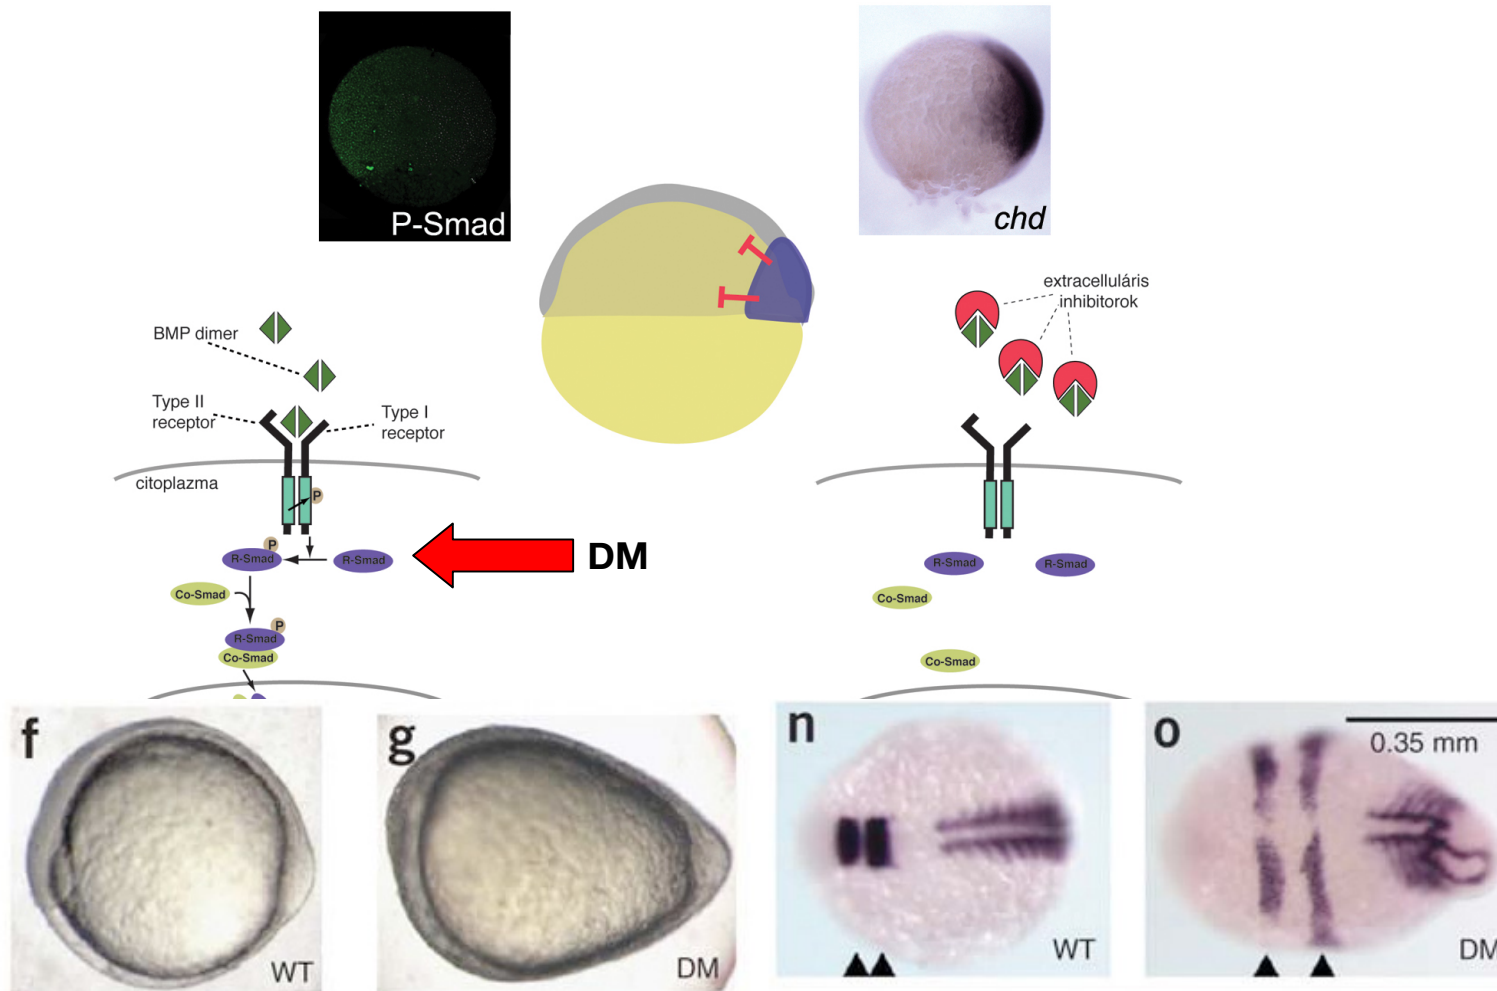 P-Smad
chd
BMP dimer
Type II
receptor
Type I
receptor
citoplazma
P
P
R-Smad
R-Smad
Co-Smad
P
R-Smad
Co-Smad
DM
extracelluláris
inhibitorok
R-Smad
R-Smad
Co-Smad
Co-Smad
f
WT
g
DM
n
WT
o
0.35 mm
DM